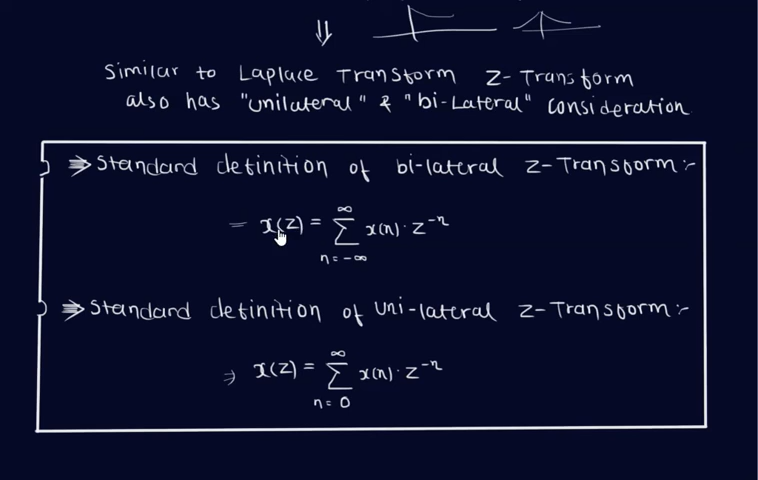 Similar to Laplace Transform Z-Transform
also has "unilateral" & "bi-Lateral" consideration
⇒ Standard definition of bi-lateral Z-Transform:-
= x(z) = ∞∑n=-∞ x(n) · z⁻ⁿ
⇒ Standard definition of uni-lateral Z-Transform:-
⇒ x(z) = ∞∑n=0 x(n) · z⁻ⁿ